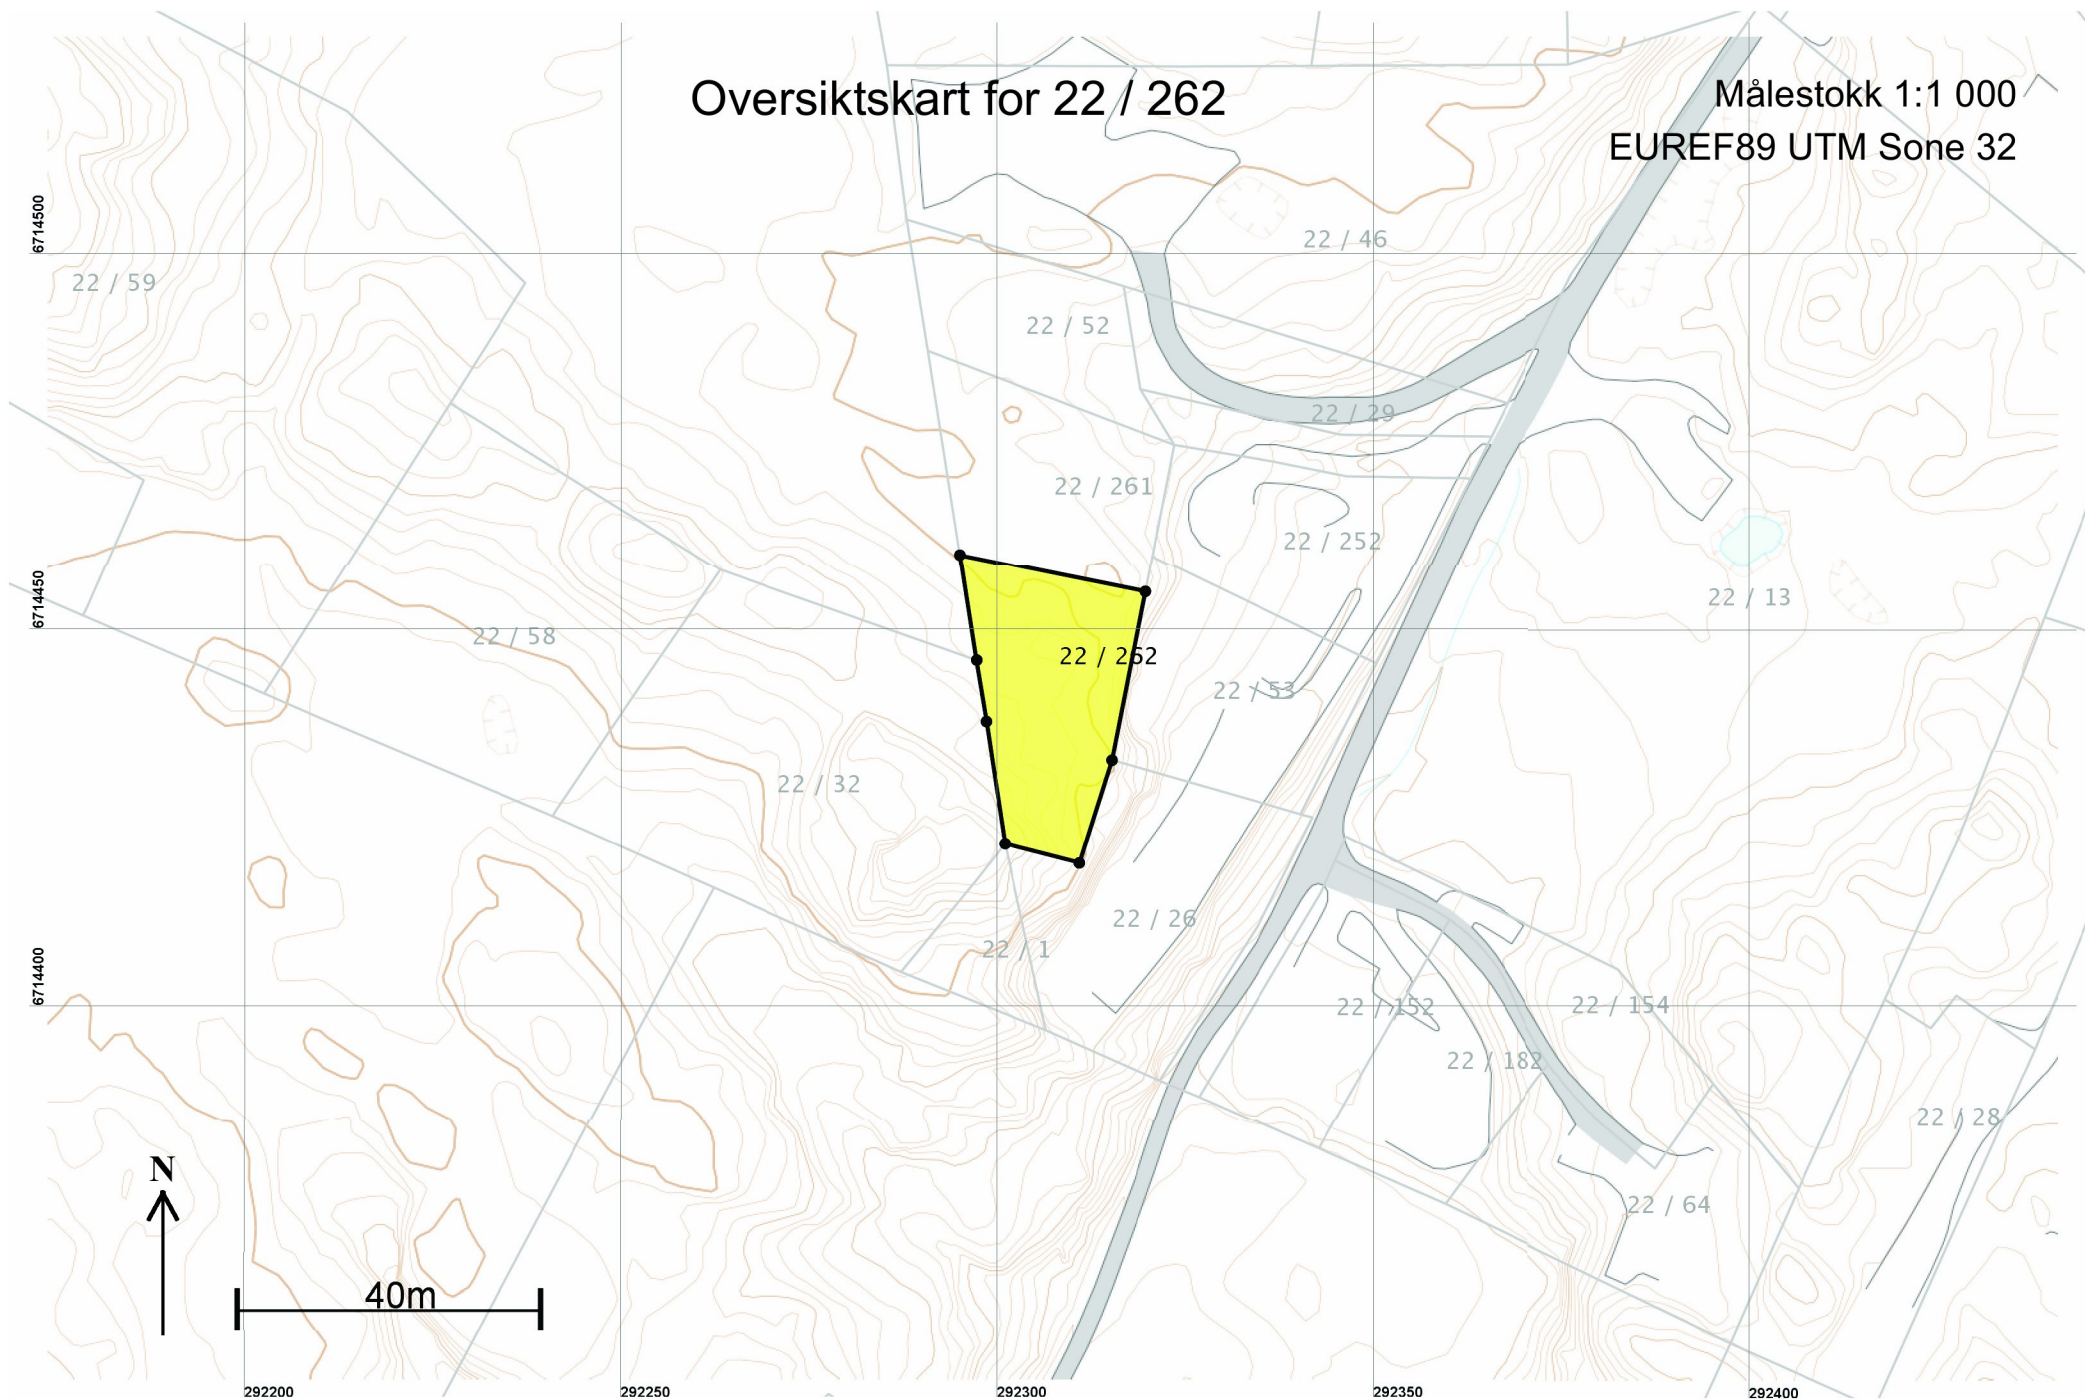 Oversiktskart for 22 / 262
Målestokk 1:1 000
EUREF89 UTM Sone 32
6714500
22 / 46
22 / 59
22 / 52
22 / 29
22 / 261
22 / 252
6714450
22 / 13
22 / 58
22 / 262
22 / 53
22 / 32
22 / 26
22 / 1
6714400
22 / 152
22 / 154
22 / 182
22 / 28
N
22 / 64
40m
292200
292250
292300
292350
292400